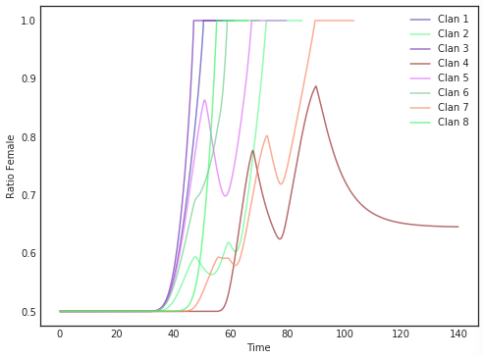 1.0
0.9
0.8
0.7
0.6
0.5
Ratio Female
0
20
40
60
80
100
120
140
Time
Clan 1
Clan 2
Clan 3
Clan 4
Clan 5
Clan 6
Clan 7
Clan 8